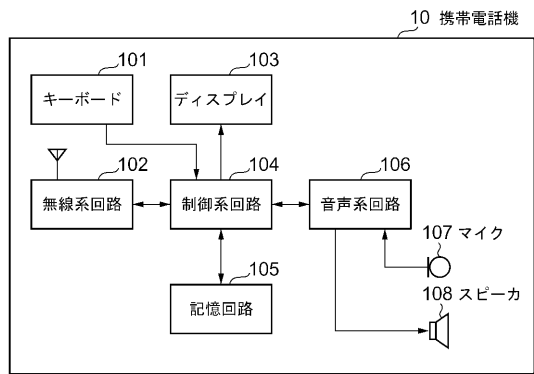 10 携帯電話機
101
キーボード
103
ディスプレイ
102
無線系回路
104
制御系回路
106
音声系回路
107 マイク
105
記憶回路
108 スピーカ